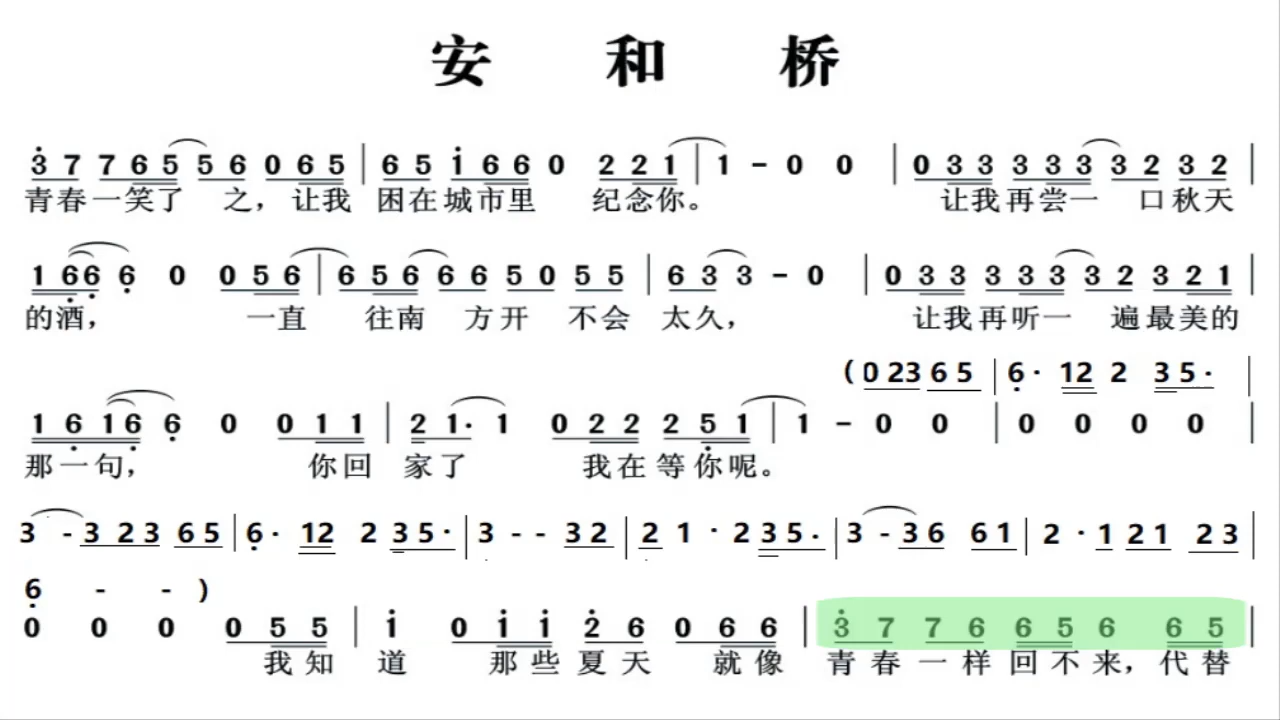 安 和 桥
3̇ 7 7 6 5 5 6 0 6 5 | 6 5 1̇ 6 6 0 2 2 1 | 1 - 0 0 | 0 3 3 3 3 3 3 2 3 2 |
青春一笑了 之，让我 困在城市里 纪念你。 让我再尝一 口秋天
1 6̣ 6̣ 6̣ 0 0 5 6 | 6 5 6 6 6 5 0 5 5 | 6 3 3 - 0 | 0 3 3 3 3 3 3 2 3 2 1 |
的酒， 一直 往南 方开 不会 太久， 让我再听一 遍最美的
(0 2 3 6 5 | 6̣· 1 2 2 3 5· |
1 6̣ 1 6̣ 6̣ 0 0 1 1 | 2 1· 1 0 2 2 2 5̣ 1 | 1 - 0 0 | 0 0 0 0 |
那一句， 你回 家了 我在等你呢。
3 - 3 2 3 6 5 | 6̣· 1 2 2 3 5· | 3 - - 3 2 | 2 1 · 2 3 5· | 3 - 3 6 6 1 | 2 · 1 2 1 2 3 |
6̣ - - )
0 0 0 0 5 5 | 1̇ 0 1̇ 1̇ 2̇ 6 0 6 6 | 3̇ 7 7 6 6 5 6 6 5 |
我知 道 那些夏天 就像 青春一样回不来，代替